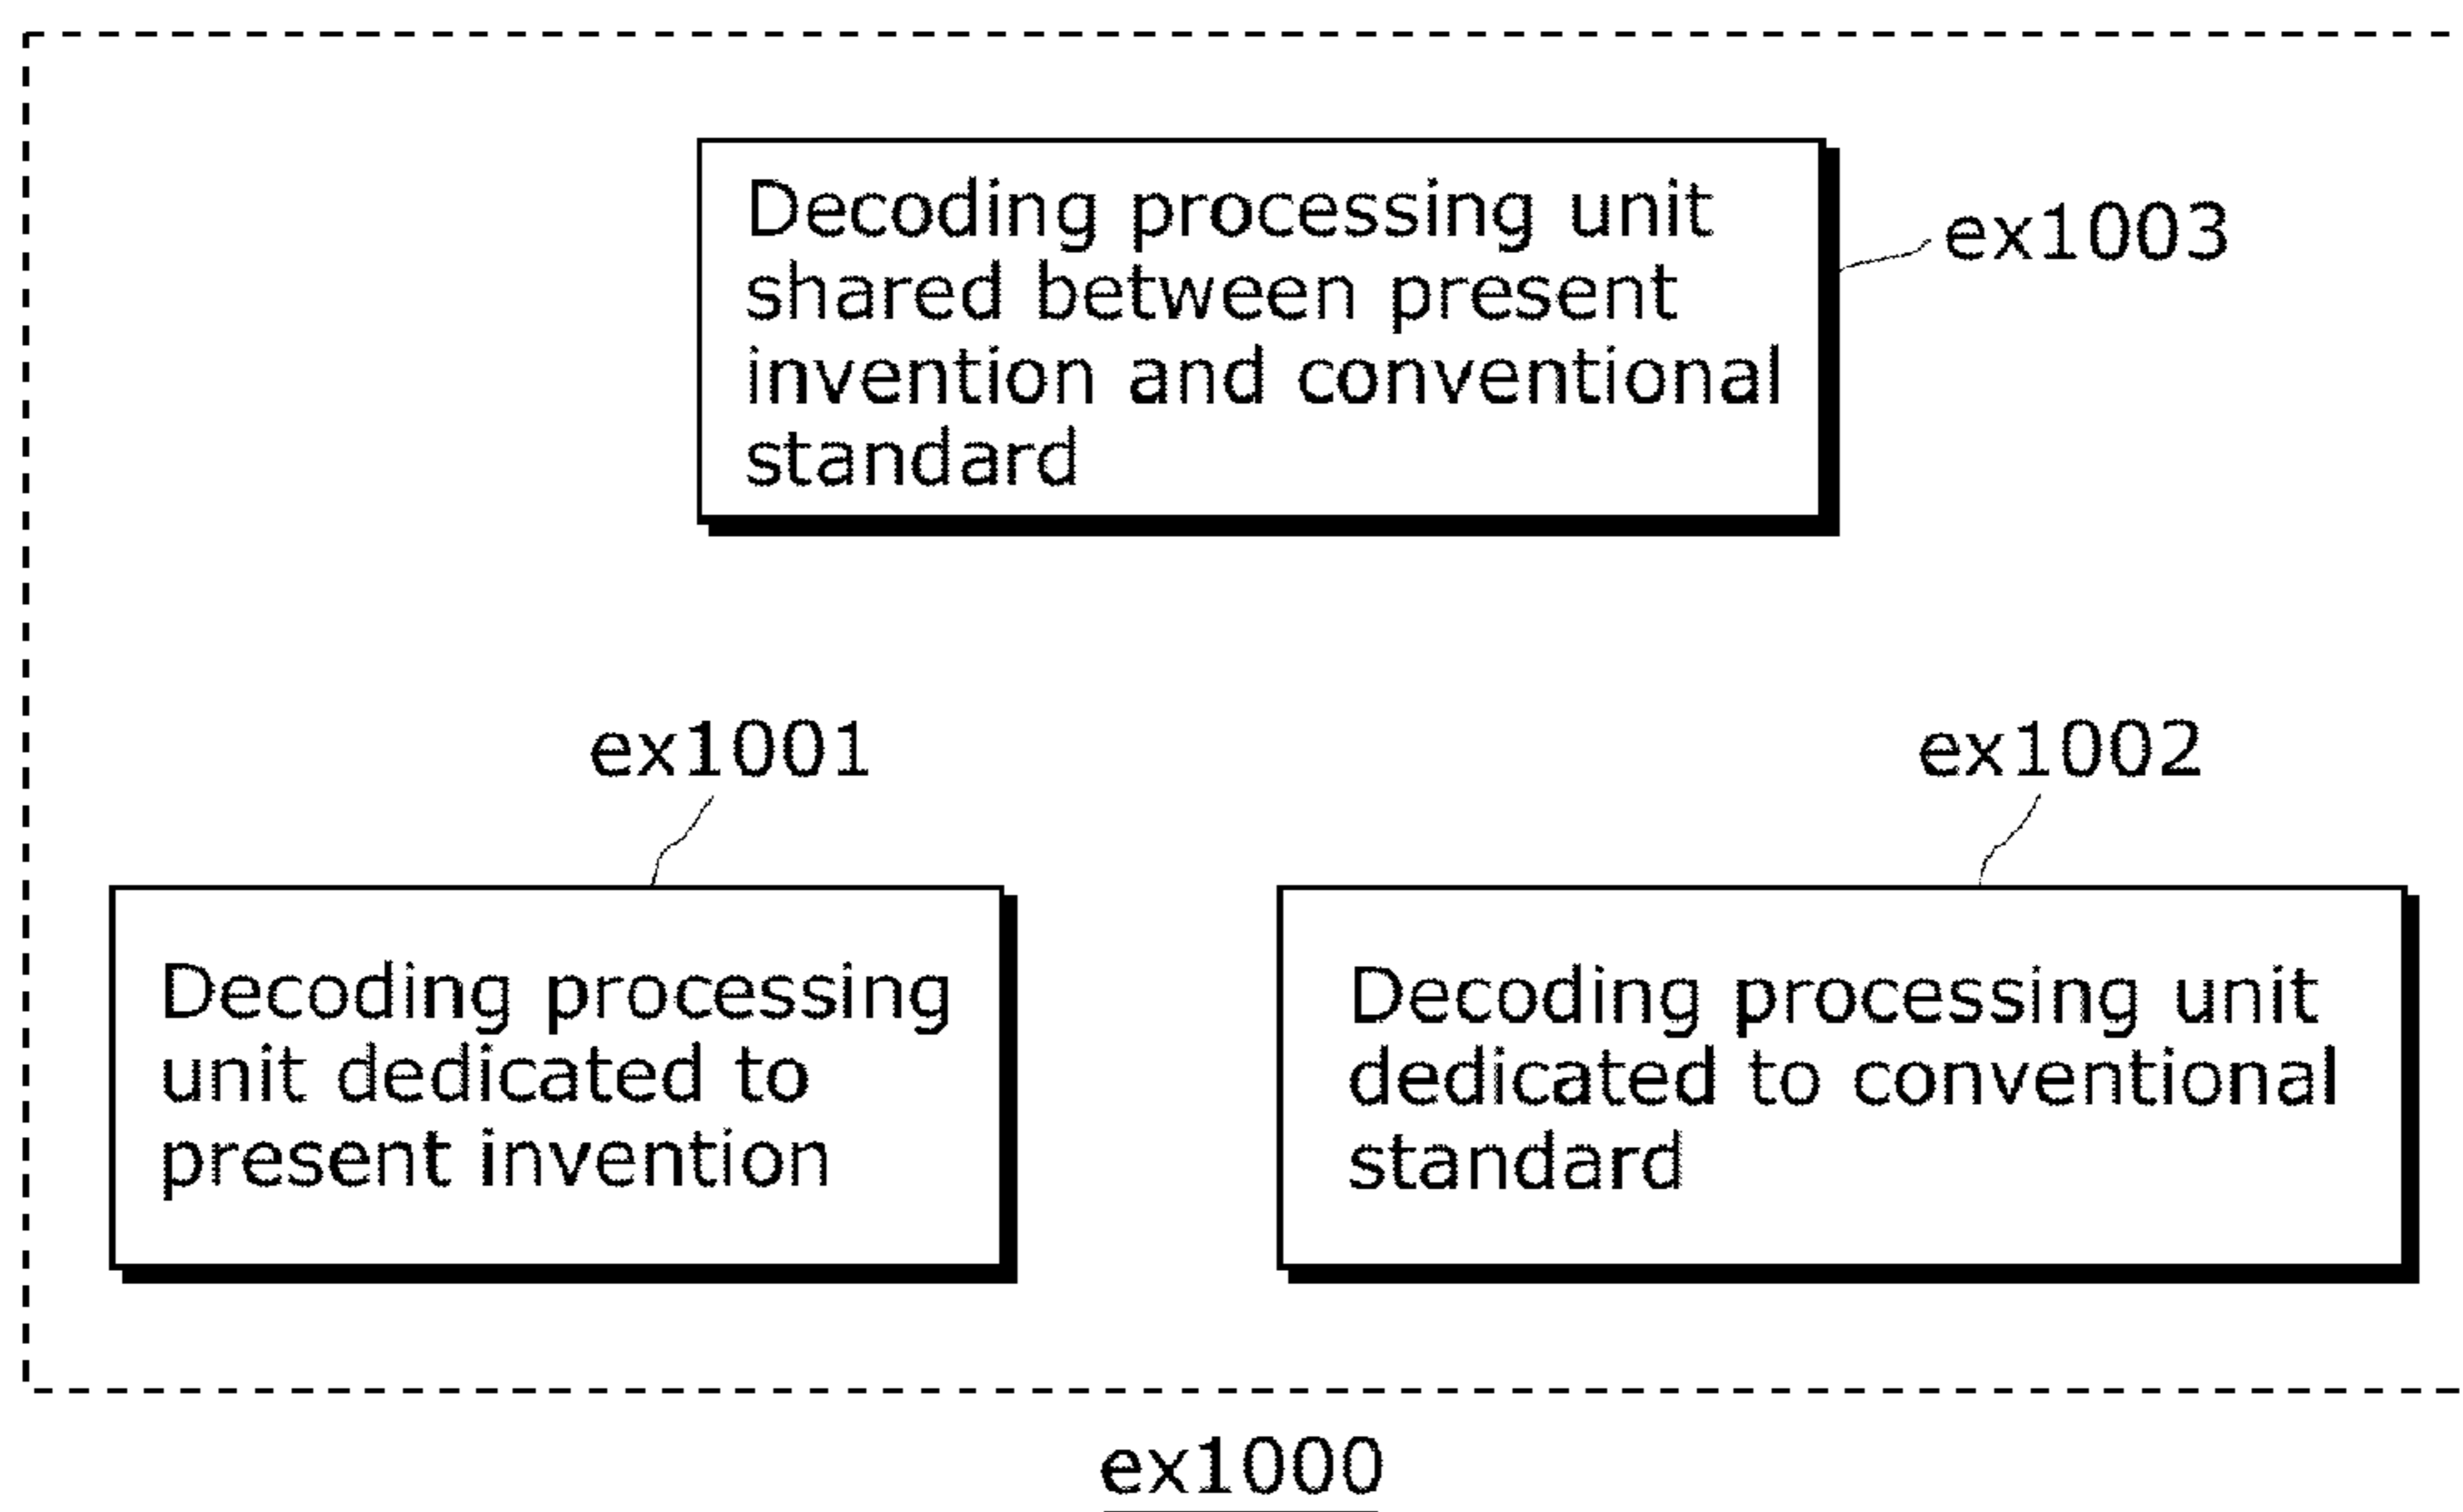 Decoding processing unit
shared between present
invention and conventional
standard
ex1003
ex1001
ex1002
Decoding processing
unit dedicated to
present invention
Decoding processing unit
dedicated to conventional
standard
ex1000